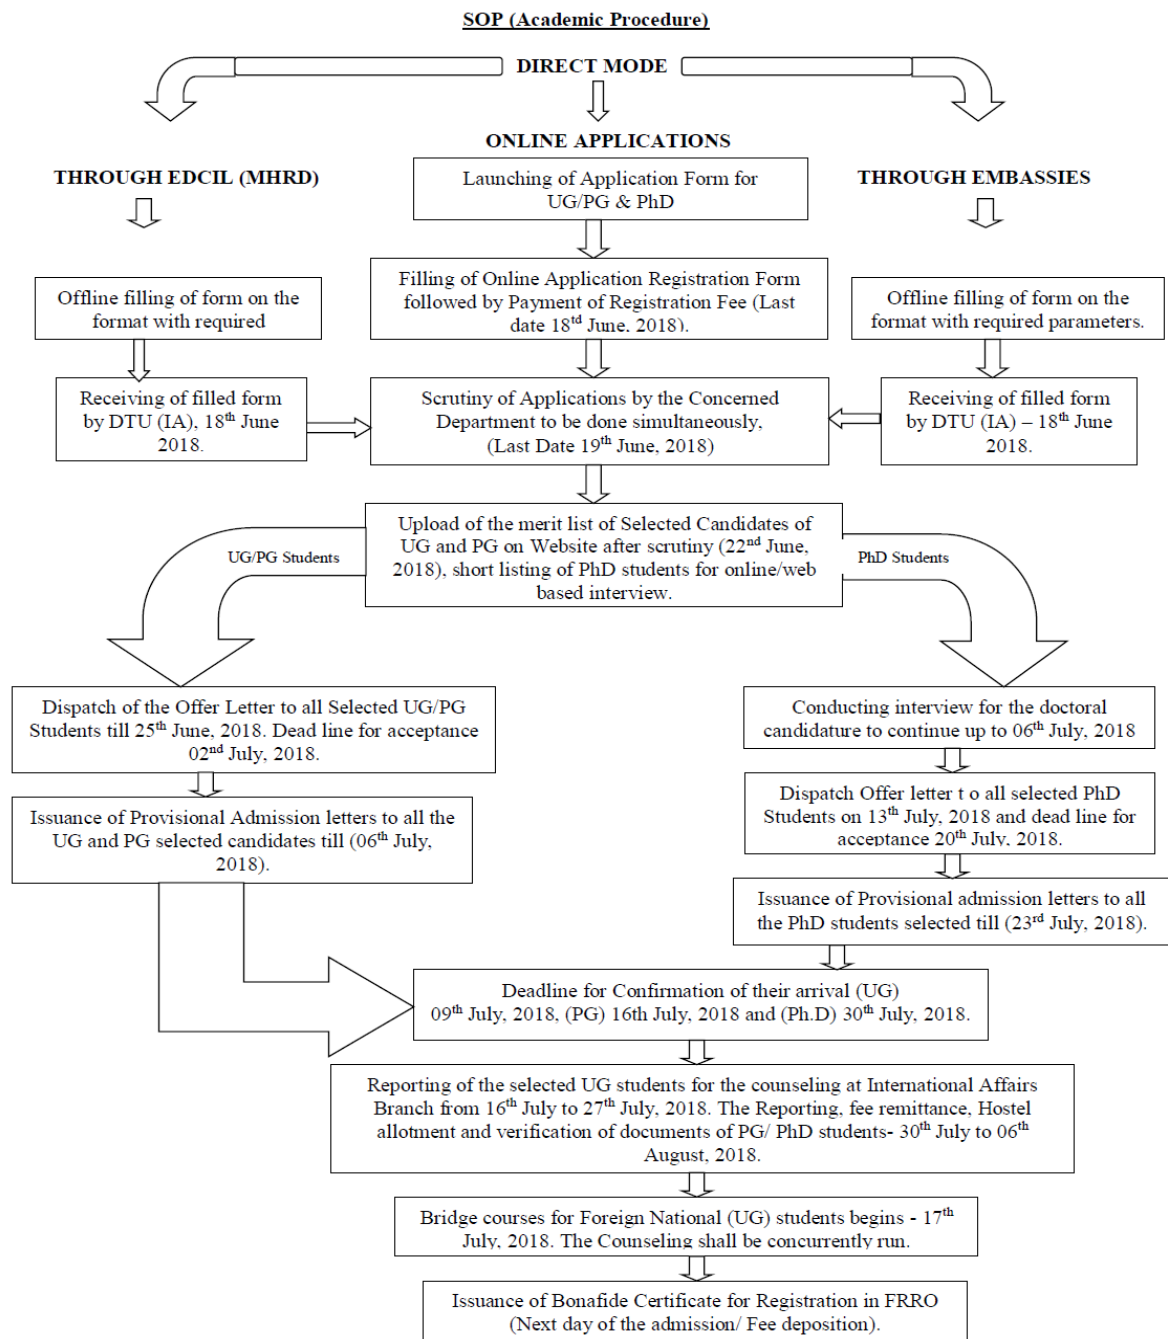 SOP (Academic Procedure)
DIRECT MODE
ONLINE APPLICATIONS
THROUGH EDCIL (MHRD)
Launching of Application Form for
UG/PG & PhD
THROUGH EMBASSIES
Offline filling of form on the
format with required
Filling of Online Application Registration Form
followed by Payment of Registration Fee (Last
date 18rd June, 2018).
Offline filling of form on the
format with required parameters.
Receiving of filled form
by DTU (IA), 18th June
2018.
Scrutiny of Applications by the Concerned
Department to be done simultaneously,
(Last Date 19th June, 2018)
Receiving of filled form
by DTU (IA) – 18th June
2018.
Upload of the merit list of Selected Candidates of
UG and PG on Website after scrutiny (22nd June,
2018), short listing of PhD students for online/web
based interview.
UG/PG Students
PhD Students
Dispatch of the Offer Letter to all Selected UG/PG
Students till 25th June, 2018. Dead line for acceptance
02nd July, 2018.
Issuance of Provisional Admission letters to all the
UG and PG selected candidates till (06th July,
2018).
Conducting interview for the doctoral
candidature to continue up to 06th July, 2018
Dispatch Offer letter t o all selected PhD
Students on 13th July, 2018 and dead line for
acceptance 20th July, 2018.
Issuance of Provisional admission letters to all
the PhD students selected till (23rd July, 2018).
Deadline for Confirmation of their arrival (UG)
09th July, 2018, (PG) 16th July, 2018 and (Ph.D) 30th July, 2018.
Reporting of the selected UG students for the counseling at International Affairs
Branch from 16th July to 27th July, 2018. The Reporting, fee remittance, Hostel
allotment and verification of documents of PG/ PhD students- 30th July to 06th
August, 2018.
Bridge courses for Foreign National (UG) students begins - 17th
July, 2018. The Counseling shall be concurrently run.
Issuance of Bonafide Certificate for Registration in FRRO
(Next day of the admission/ Fee deposition).